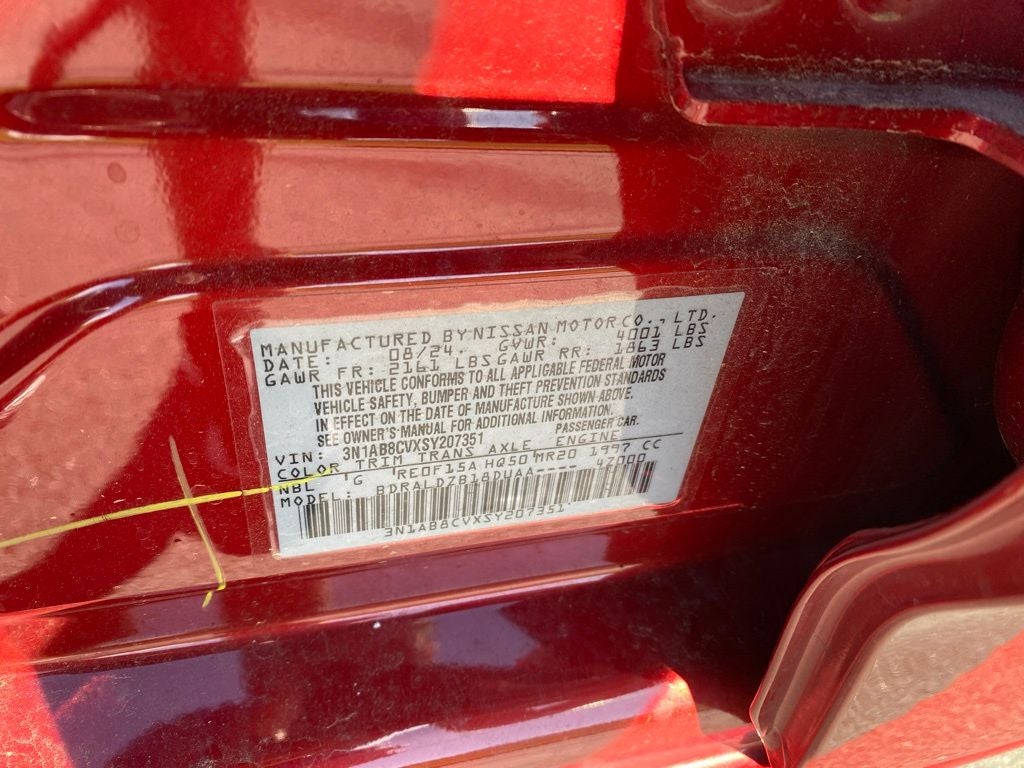 MANUFACTURED BY NISSAN MOTOR CO., LTD.
DATE: 08/24. GVWR: 4001 LBS
GAWR FR: 2161 LBS GAWR RR: 1863 LBS
THIS VEHICLE CONFORMS TO ALL APPLICABLE FEDERAL MOTOR
VEHICLE SAFETY, BUMPER AND THEFT PREVENTION STANDARDS
IN EFFECT ON THE DATE OF MANUFACTURE SHOWN ABOVE.
SEE OWNER'S MANUAL FOR ADDITIONAL INFORMATION.
VIN: 3N1AB8CVXSY207351 PASSENGER CAR.
COLOR TRIM TRANS AXLE ENGINE
NBL 'G 'RE0F15A HQ50 'MR20 1997 CC
MODEL: BDRALDZB18DUAA---- 42000
3N1AB8CVXSY207351